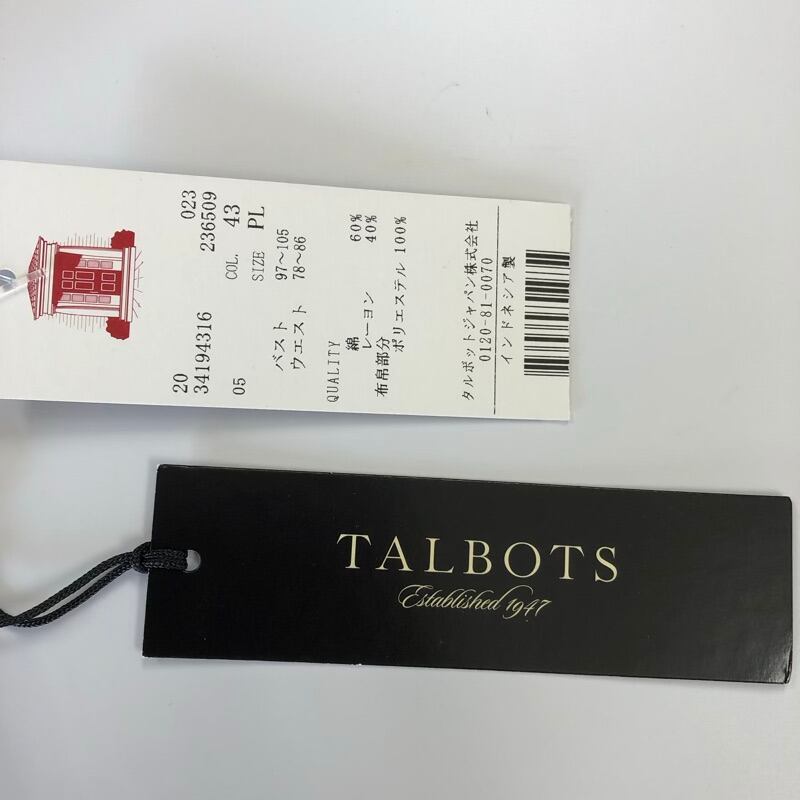 20 023
34194316 236509
05 COL. 43
SIZE PL
バスト 97～105
ウエスト 78～86
QUALITY
綿 60%
レーヨン 40%
布帛部分
ポリエステル 100%
タルボットジャパン株式会社
0120-81-0070
インドネシア製
TALBOTS
Established 1947